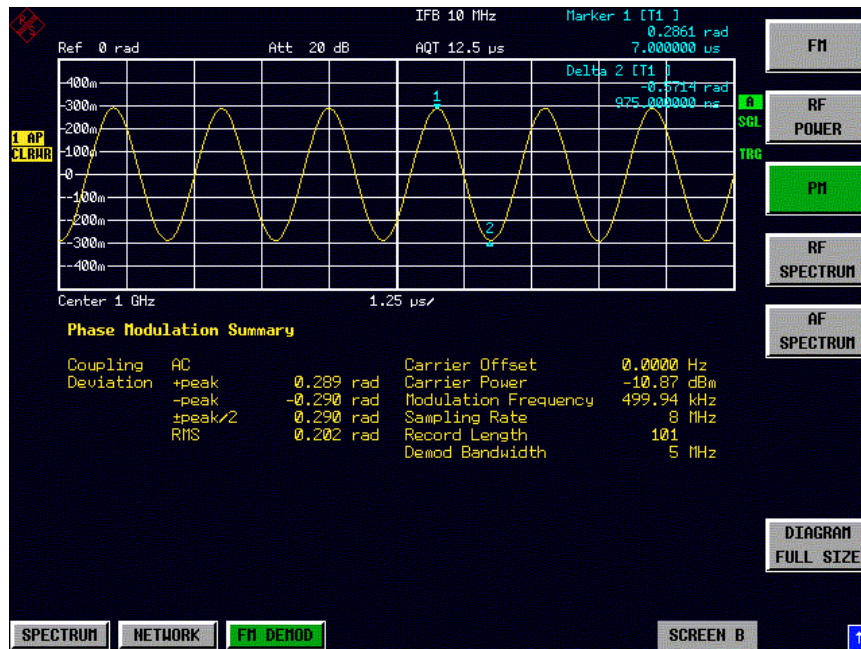 IFB 10 MHz Marker 1 [T1 ]
0.2861 rad
Ref 0 rad Att 20 dB AQT 12.5 µs 7.000000 us
Delta 2 [T1 ]
-0.5714 rad
975.000000 ns
400m
300m
200m
100m
0
-100m
-200m
-300m
-400m
1
2
1 AP
CLRWR
A
SGL
TRG
Center 1 GHz 1.25 µs/
Phase Modulation Summary
Coupling AC
Deviation +peak 0.289 rad
-peak -0.290 rad
±peak/2 0.290 rad
RMS 0.202 rad
Carrier Offset 0.0000 Hz
Carrier Power -10.87 dBm
Modulation Frequency 499.94 kHz
Sampling Rate 8 MHz
Record Length 101
Demod Bandwidth 5 MHz
FM
RF
POWER
PM
RF
SPECTRUM
AF
SPECTRUM
DIAGRAM
FULL SIZE
SPECTRUM NETWORK FM DEMOD SCREEN B